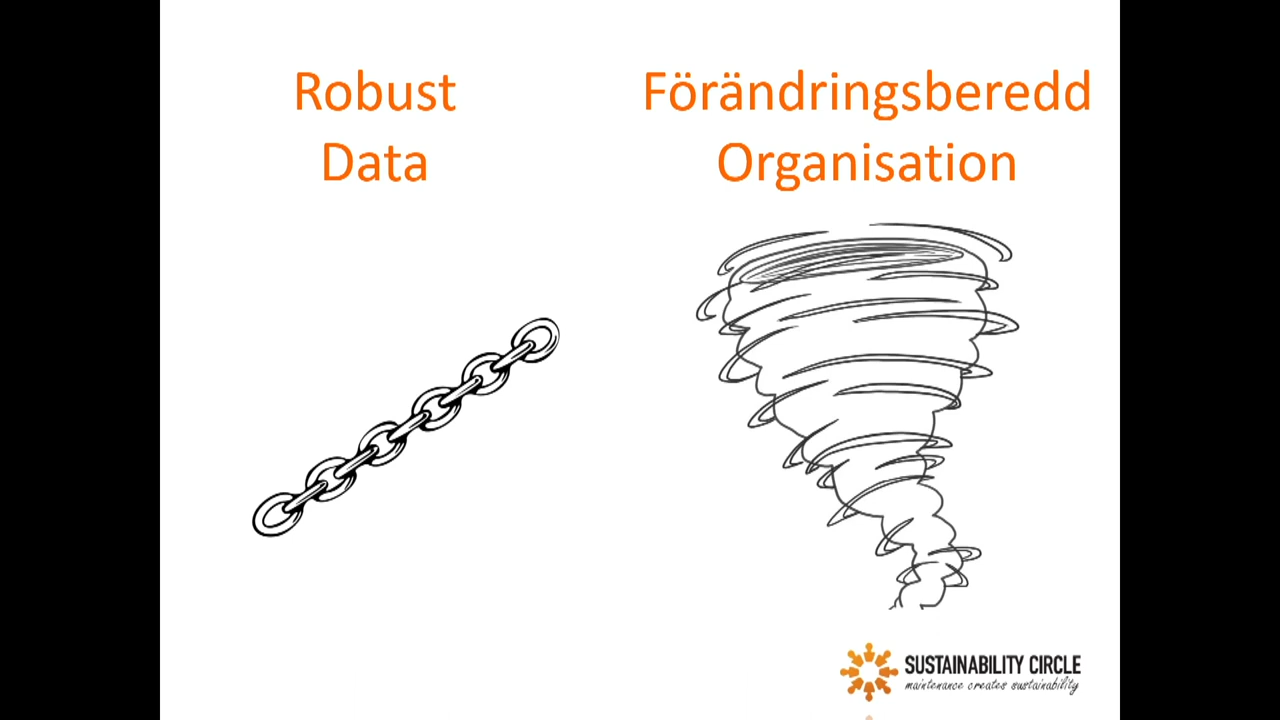 Robust
Data
Förändringsberedd
Organisation
SUSTAINABILITY CIRCLE
maintenance creates sustainability